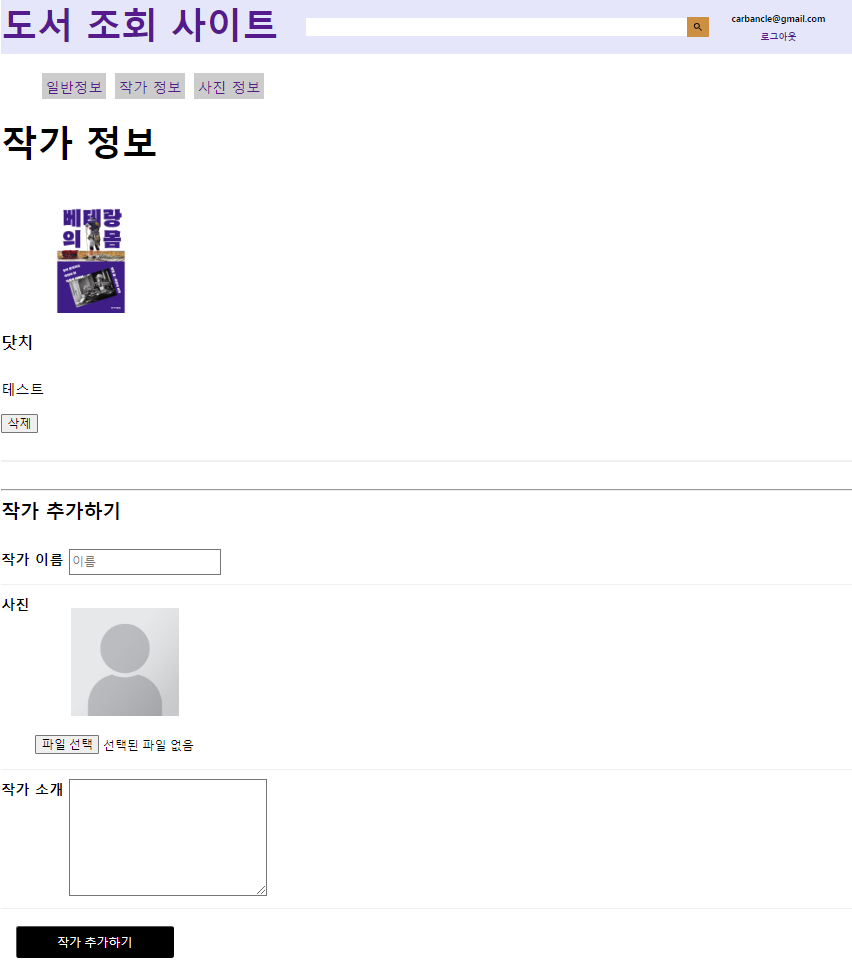 도서 조회 사이트
carbancle@gmail.com
로그아웃
일반정보 작가 정보 사진 정보
작가 정보
베테랑
의 몸
닷치
테스트
삭제
작가 추가하기
작가 이름 이름
사진
파일 선택 선택된 파일 없음
작가 소개
작가 추가하기